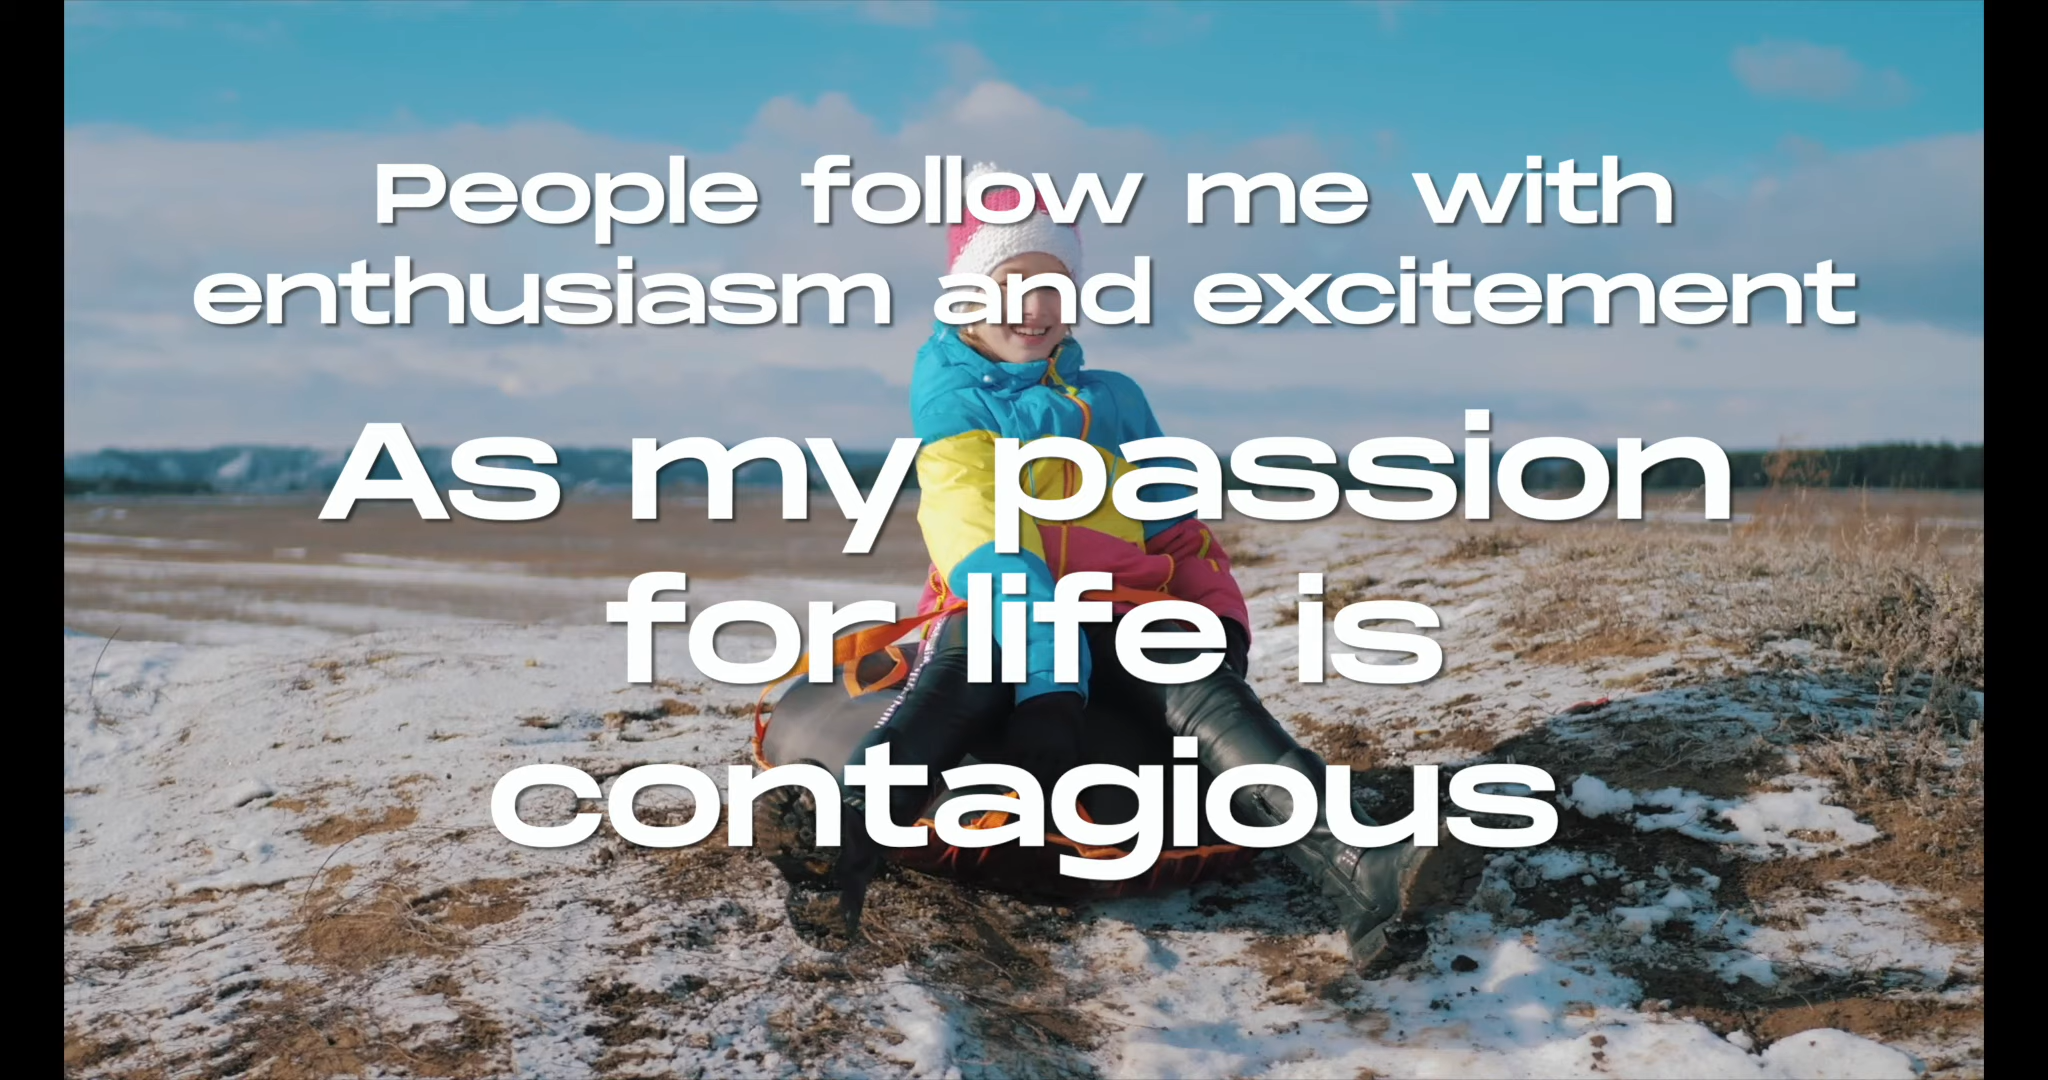 People follow me with
enthusiasm and excitement
As my passion
for life is
contagious